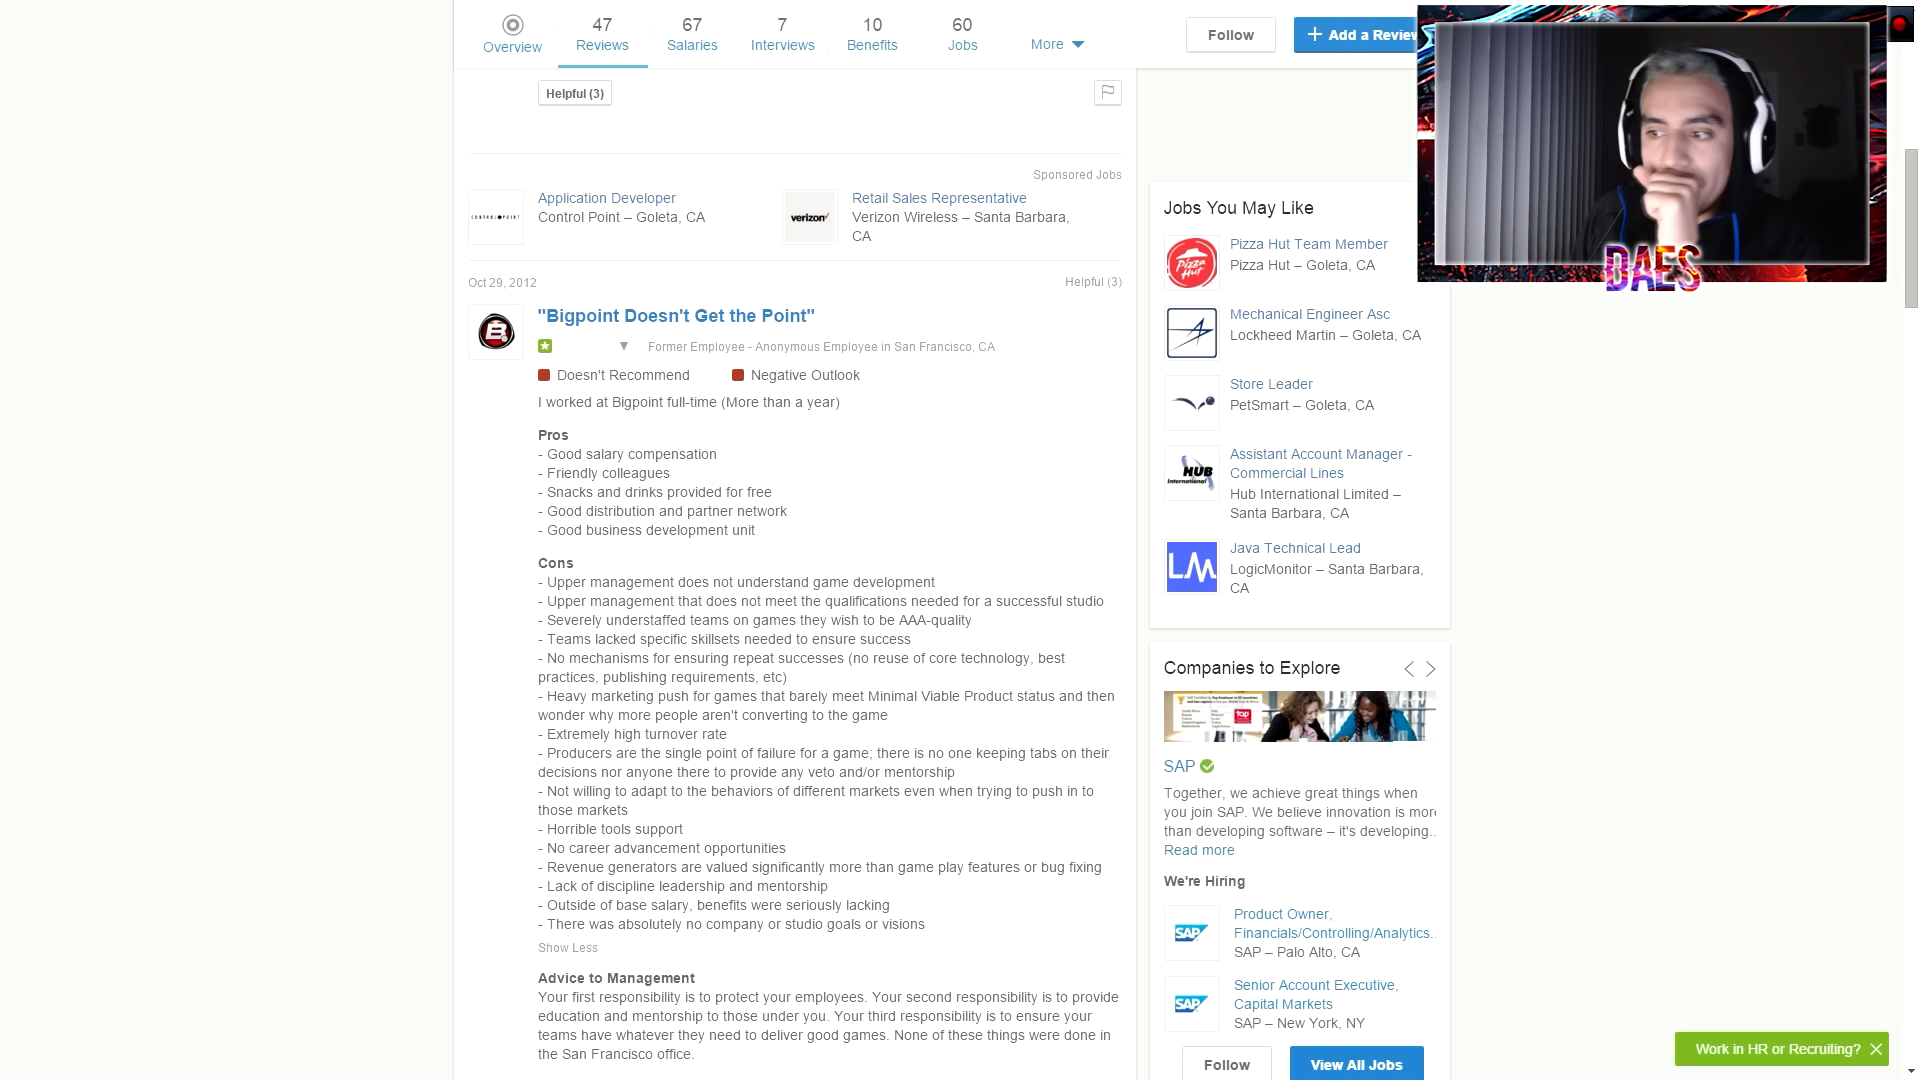 Overview
47
Reviews
67
Salaries
7
Interviews
10
Benefits
60
Jobs
More
Follow
Add a Review
Helpful (3)
Sponsored Jobs
CONTROL POINT
Application Developer
Control Point – Goleta, CA
verizon
Retail Sales Representative
Verizon Wireless – Santa Barbara,
CA
Oct 29, 2012
Helpful (3)
B
"Bigpoint Doesn't Get the Point"
Former Employee - Anonymous Employee in San Francisco, CA
Doesn't Recommend
Negative Outlook
I worked at Bigpoint full-time (More than a year)
Pros
- Good salary compensation
- Friendly colleagues
- Snacks and drinks provided for free
- Good distribution and partner network
- Good business development unit
Cons
- Upper management does not understand game development
- Upper management that does not meet the qualifications needed for a successful studio
- Severely understaffed teams on games they wish to be AAA-quality
- Teams lacked specific skillsets needed to ensure success
- No mechanisms for ensuring repeat successes (no reuse of core technology, best
practices, publishing requirements, etc)
- Heavy marketing push for games that barely meet Minimal Viable Product status and then
wonder why more people aren't converting to the game
- Extremely high turnover rate
- Producers are the single point of failure for a game; there is no one keeping tabs on their
decisions nor anyone there to provide any veto and/or mentorship
- Not willing to adapt to the behaviors of different markets even when trying to push in to
those markets
- Horrible tools support
- No career advancement opportunities
- Revenue generators are valued significantly more than game play features or bug fixing
- Lack of discipline leadership and mentorship
- Outside of base salary, benefits were seriously lacking
- There was absolutely no company or studio goals or visions
Show Less
Advice to Management
Your first responsibility is to protect your employees. Your second responsibility is to provide
education and mentorship to those under you. Your third responsibility is to ensure your
teams have whatever they need to deliver good games. None of these things were done in
the San Francisco office.
DAES
Jobs You May Like
Pizza Hut
Pizza Hut Team Member
Pizza Hut – Goleta, CA
Mechanical Engineer Asc
Lockheed Martin – Goleta, CA
Store Leader
PetSmart – Goleta, CA
HUB
International
Assistant Account Manager -
Commercial Lines
Hub International Limited –
Santa Barbara, CA
LM
Java Technical Lead
LogicMonitor – Santa Barbara,
CA
Companies to Explore
SAP
Together, we achieve great things when
you join SAP. We believe innovation is more
than developing software – it's developing..
Read more
We're Hiring
SAP
Product Owner,
Financials/Controlling/Analytics..
SAP – Palo Alto, CA
SAP
Senior Account Executive,
Capital Markets
SAP – New York, NY
Follow
View All Jobs
Work in HR or Recruiting?